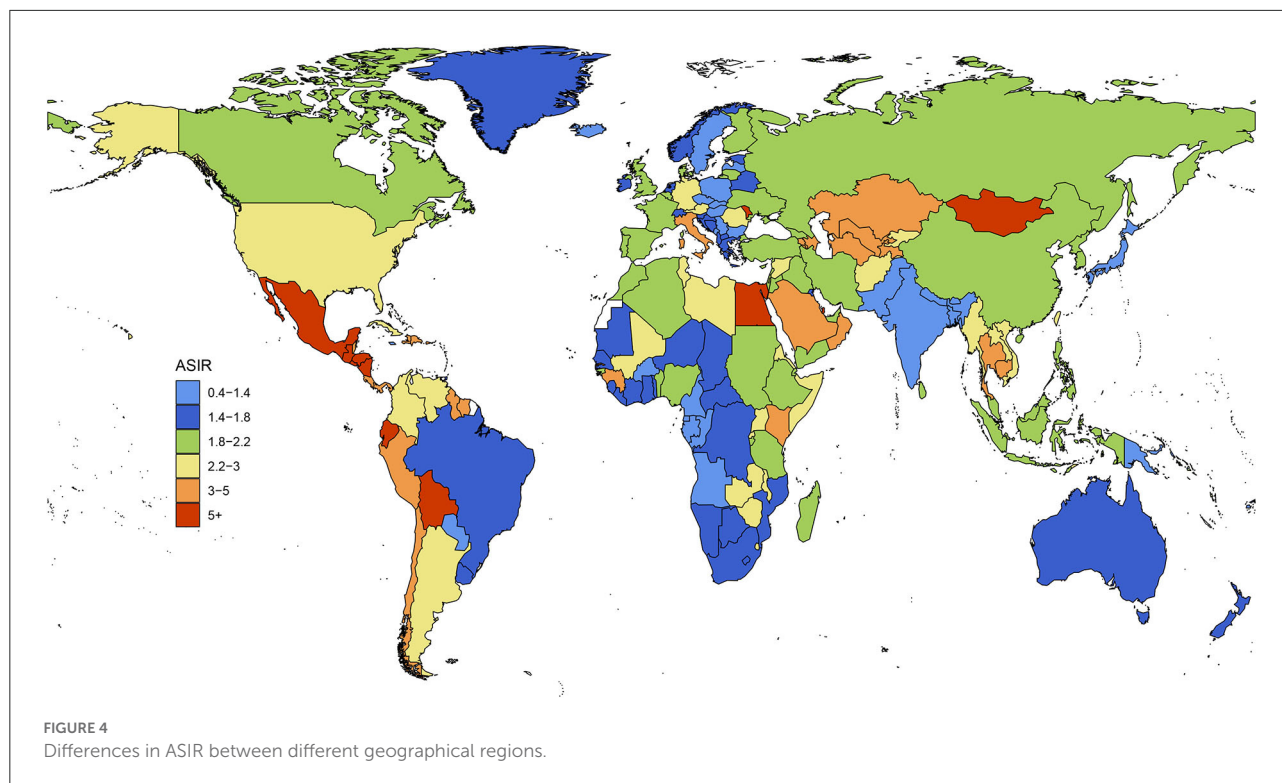 ASIR
0.4−1.4
1.4−1.8
1.8−2.2
2.2−3
3−5
5+
FIGURE 4
Differences in ASIR between different geographical regions.